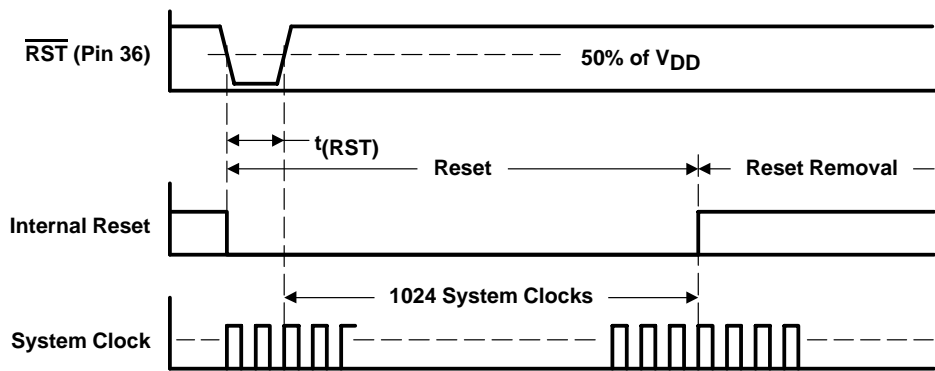 RST (Pin 36)
50% of VDD
t(RST)
Reset
Reset Removal
Internal Reset
1024 System Clocks
System Clock